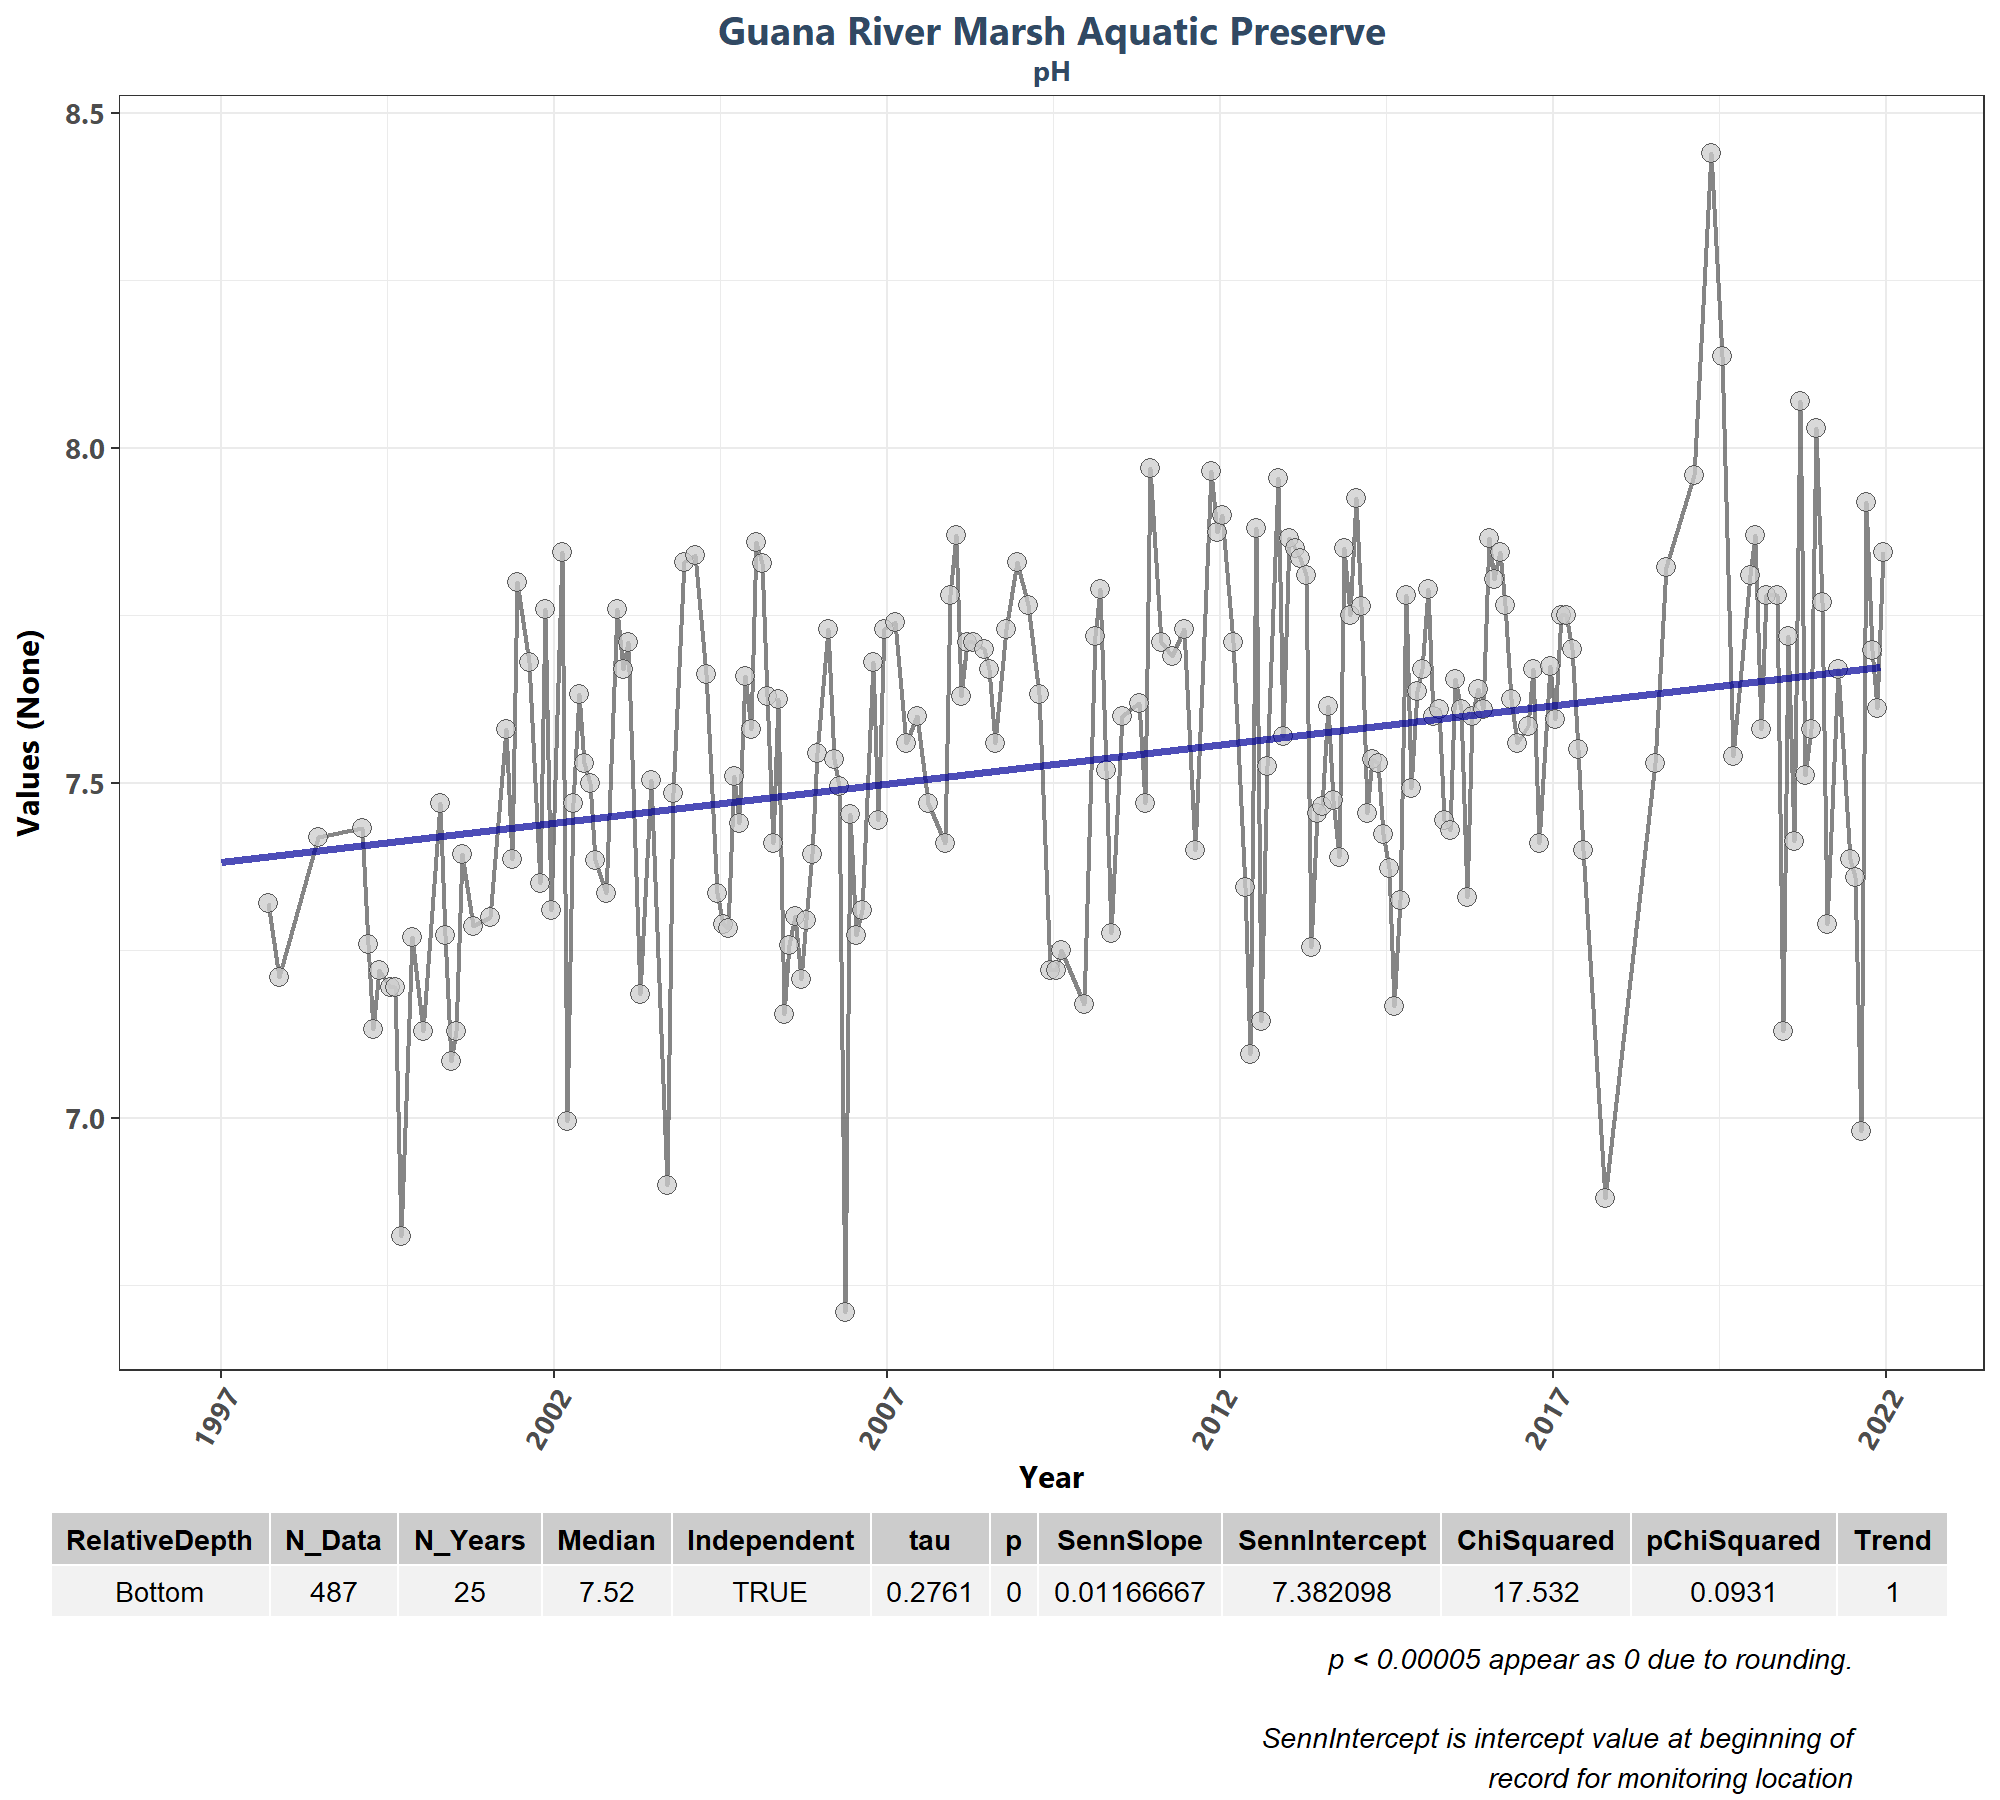 Guana River Marsh Aquatic Preserve
pH
8.5
8.0
7.5
7.0
Values (None)
1997 2002 2007 2012 2017 2022
Year
RelativeDepth N_Data N_Years Median Independent tau p SennSlope SennIntercept ChiSquared pChiSquared Trend
Bottom 487 25 7.52 TRUE 0.2761 0 0.01166667 7.382098 17.532 0.0931 1
p < 0.00005 appear as 0 due to rounding.
SennIntercept is intercept value at beginning of
record for monitoring location